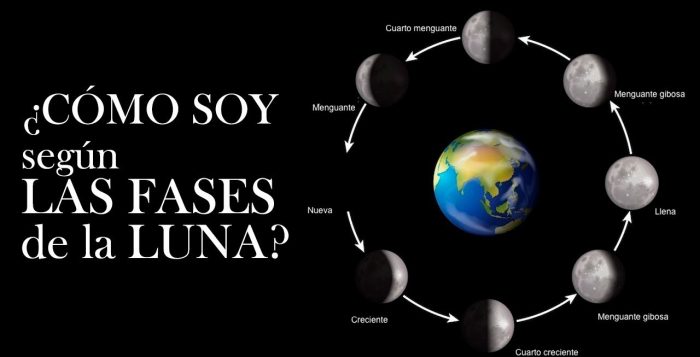 ¿CÓMO SOY
según
LAS FASES
de la LUNA?
Cuarto menguante
Menguante
Menguante gibosa
Nueva
Llena
Creciente
Menguante gibosa
Cuarto creciente